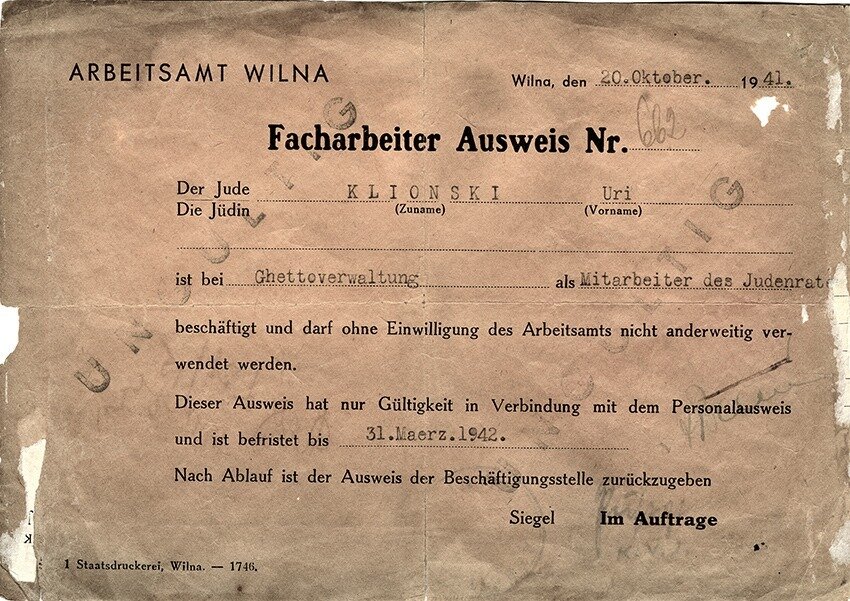 ARBEITSAMT WILNA
Wilna, den 20.Oktober. 1941.
Facharbeiter Ausweis Nr. 662
Der Jude KLIONSKI Uri
Die Jüdin (Zuname) (Vorname)
ist bei Ghettoverwaltung als Mitarbeiter des Judenrate
beschäftigt und darf ohne Einwilligung des Arbeitsamts nicht anderweitig ver-
wendet werden.
Dieser Ausweis hat nur Gültigkeit in Verbindung mit dem Personalausweis
und ist befristet bis 31.Maerz.1942.
Nach Ablauf ist der Ausweis der Beschäftigungsstelle zurückzugeben
Siegel Im Auftrage
1 Staatsdruckerei, Wilna. — 1746.
UNGÜLTIG
UNGÜLTIG